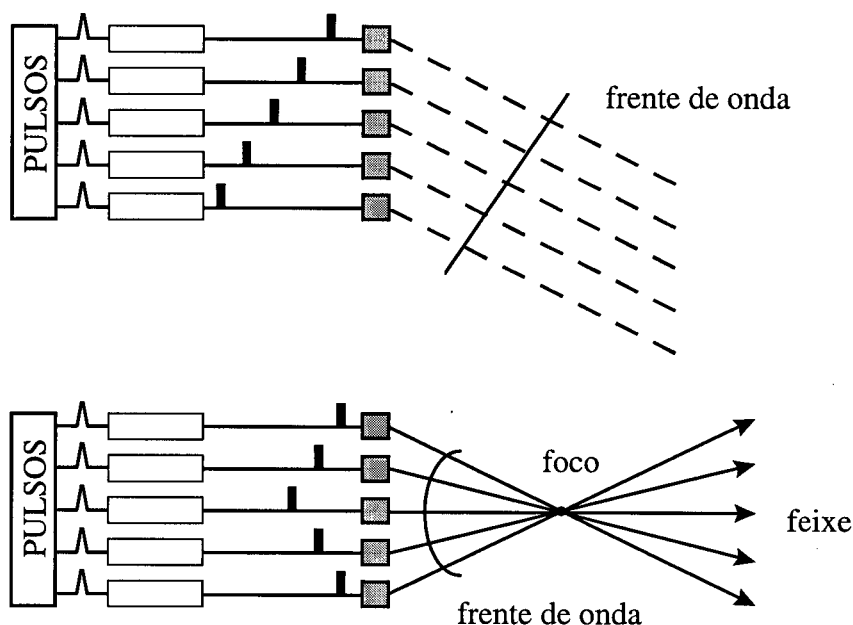 PULSOS
frente de onda
PULSOS
foco
feixe
frente de onda